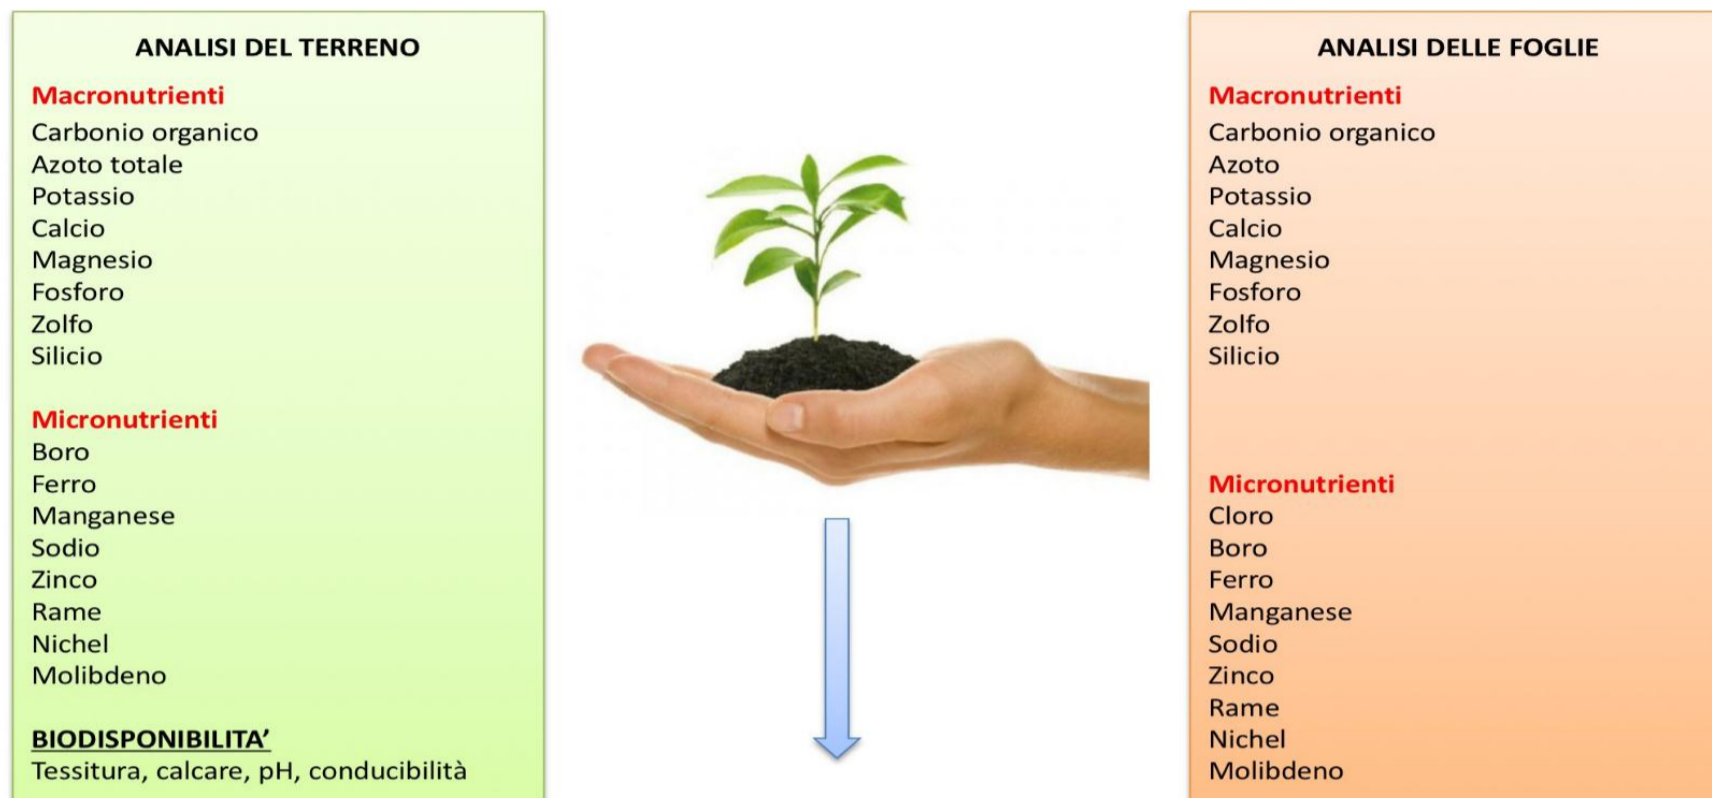 ANALISI DEL TERRENO
Macronutrienti
Carbonio organico
Azoto totale
Potassio
Calcio
Magnesio
Fosforo
Zolfo
Silicio
Micronutrienti
Boro
Ferro
Manganese
Sodio
Zinco
Rame
Nichel
Molibdeno
BIODISPONIBILITA’
Tessitura, calcare, pH, conducibilità
ANALISI DELLE FOGLIE
Macronutrienti
Carbonio organico
Azoto
Potassio
Calcio
Magnesio
Fosforo
Zolfo
Silicio
Micronutrienti
Cloro
Boro
Ferro
Manganese
Sodio
Zinco
Rame
Nichel
Molibdeno